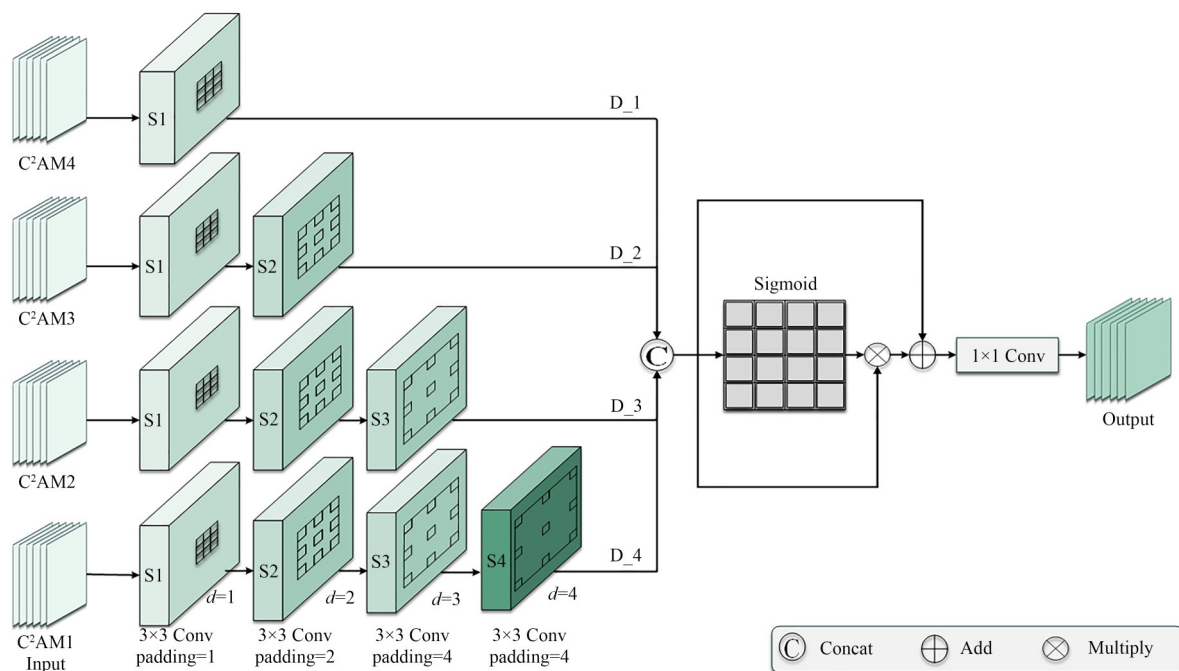 S1
D_1
C²AM4
S1
S2
D_2
C²AM3
Sigmoid
C
1×1 Conv
S1
S2
S3
D_3
Output
C²AM2
S1
S2
S3
S4
D_4
d=1
d=2
d=3
d=4
C²AM1
Input
3×3 Conv
padding=1
3×3 Conv
padding=2
3×3 Conv
padding=4
3×3 Conv
padding=4
C Concat
Add
Multiply